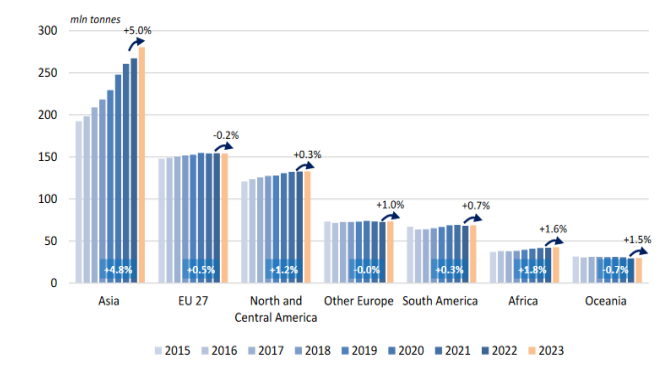 mln tonnes
300
250
200
150
100
50
0
+5.0%
-0.2%
+0.3%
+1.0%
+0.7%
+1.6%
+1.5%
+4.8%
+0.5%
+1.2%
-0.0%
+0.3%
+1.8%
-0.7%
Asia
EU 27
North and
Central America
Other Europe
South America
Africa
Oceania
2015 2016 2017 2018 2019 2020 2021 2022 2023